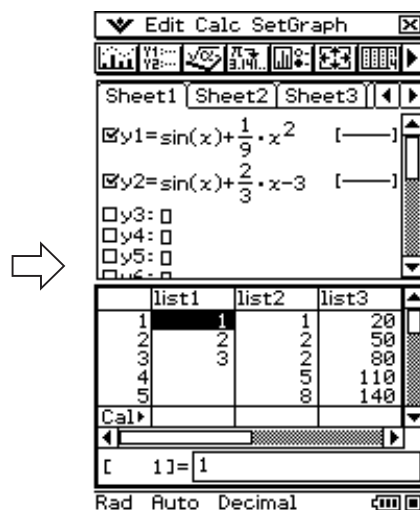 Edit Calc SetGraph
Sheet1 Sheet2 Sheet3
y1=sin(x)+1/9·x²
y2=sin(x)+2/3·x-3
y3:
y4:
y5:
y6:
list1 list2 list3
1 1 1 20
2 2 2 50
3 3 2 80
4 5 110
5 8 140
Cal
[ 1]= 1
Rad Auto Decimal